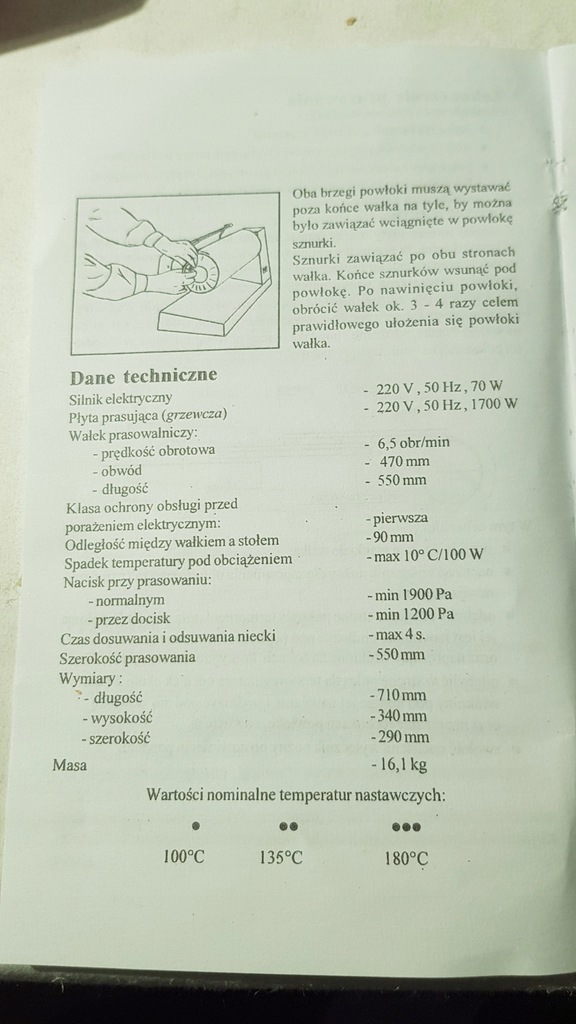 Oba brzegi powłoki muszą wystawać
poza końce wałka na tyle, by można
było zawiązać wciągnięte w powłokę
sznurki.
Sznurki zawiązać po obu stronach
wałka. Końce sznurków wsunąć pod
powłokę. Po nawinięciu powłoki,
obrócić wałek ok. 3 - 4 razy celem
prawidłowego ułożenia się powłoki
wałka.
Dane techniczne
Silnik elektryczny - 220 V , 50 Hz , 70 W
Płyta prasująca (grzewcza) - 220 V , 50 Hz , 1700 W
Wałek prasowalniczy:
- prędkość obrotowa - 6,5 obr/min
- obwód - 470 mm
- długość - 550 mm
Klasa ochrony obsługi przed
porażeniem elektrycznym: - pierwsza
Odległość między wałkiem a stołem - 90 mm
Spadek temperatury pod obciążeniem - max 10° C/100 W
Nacisk przy prasowaniu:
- normalnym - min 1900 Pa
- przez docisk - min 1200 Pa
Czas dosuwania i odsuwania niecki - max 4 s.
Szerokość prasowania - 550 mm
Wymiary :
- długość - 710 mm
- wysokość - 340 mm
- szerokość - 290 mm
Masa - 16,1 kg
Wartości nominalne temperatur nastawczych:
• •• •••
100°C 135°C 180°C